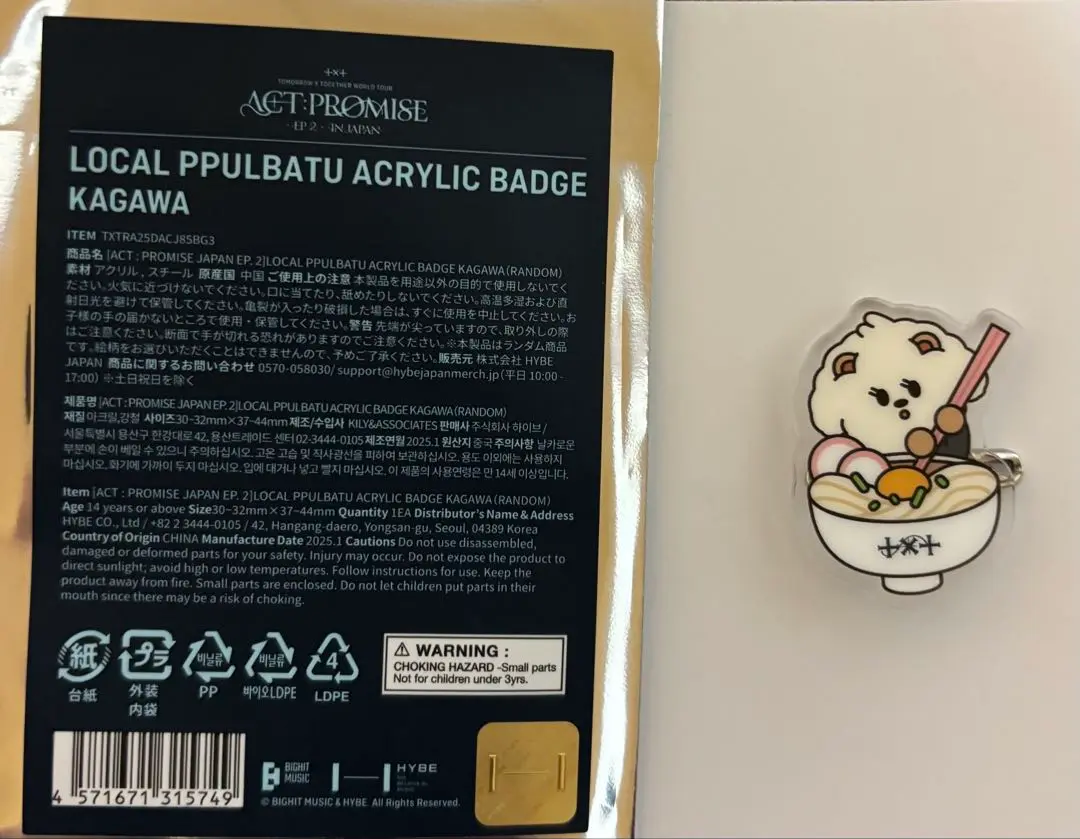 TOMORROW X TOGETHER WORLD TOUR
ACT:PROMISE
-EP 2- -IN JAPAN
LOCAL PPULBATU ACRYLIC BADGE
KAGAWA
ITEM TXTRA25DACJ85BG3
商品名 [ACT : PROMISE JAPAN EP. 2]LOCAL PPULBATU ACRYLIC BADGE KAGAWA(RANDOM)
素材 アクリル , スチール 原産国 中国 ご使用上の注意 本製品を用途以外の目的で使用しないでく
ださい。火気に近づけないでください。口に当てたり、舐めたりしないでください。高温多湿および直
射日光を避けて保管してください。亀裂が入ったり破損した場合は、すぐに使用を中止してください。お
子様の手の届かないところで使用・保管してください。警告 先端が尖っていますので、取り外しの際
はご注意ください。断面で手が切れる恐れがありますのでご注意ください。※本製品はランダム商品
です。絵柄をお選びいただくことはできませんので、予めご了承ください。販売元 株式会社 HYBE
JAPAN 商品に関するお問い合わせ 0570-058030/ support@hybejapanmerch.jp(平日 10:00 -
17:00) ※土日祝日を除く
제품명 [ACT : PROMISE JAPAN EP. 2]LOCAL PPULBATU ACRYLIC BADGE KAGAWA(RANDOM)
재질 아크릴,강철 사이즈30~32mm×37~44mm 제조/수입사 KILY&ASSOCIATES 판매사 주식회사 하이브/
서울특별시 용산구 한강대로 42, 용산트레이드 센터 02-3444-0105 제조연월 2025.1 원산지 중국 주의사항 날카로운
부분에 손이 베일 수 있으니 주의하십시오. 고온 고습 및 직사광선을 피하여 보관하십시오. 용도 이외에는 사용하지
마십시오. 화기에 가까이 두지 마십시오. 입에 대거나 넣고 빨지 마십시오. 이 제품의 사용연령은 만 14세 이상입니다.
Item [ACT : PROMISE JAPAN EP. 2]LOCAL PPULBATU ACRYLIC BADGE KAGAWA(RANDOM)
Age 14 years or above Size30~32mm×37~44mm Quantity 1EA Distributor's Name & Address
HYBE CO., Ltd / +82 2 3444-0105 / 42, Hangang-daero, Yongsan-gu, Seoul, 04389 Korea
Country of Origin CHINA Manufacture Date 2025.1 Cautions Do not use disassembled,
damaged or deformed parts for your safety. Injury may occur. Do not expose the product to
direct sunlight; avoid high or low temperatures. Follow instructions for use. Keep the
product away from fire. Small parts are enclosed. Do not let children put parts in their
mouth since there may be a risk of choking.
紙 プラ 비닐류 비닐류 4
台紙 外装 PP 바이오LDPE LDPE
内袋
⚠ WARNING :
CHOKING HAZARD -Small parts
Not for children under 3yrs.
4 571671 315749
BIGHIT
MUSIC
HYBE
© BIGHIT MUSIC & HYBE All Rights Reserved.